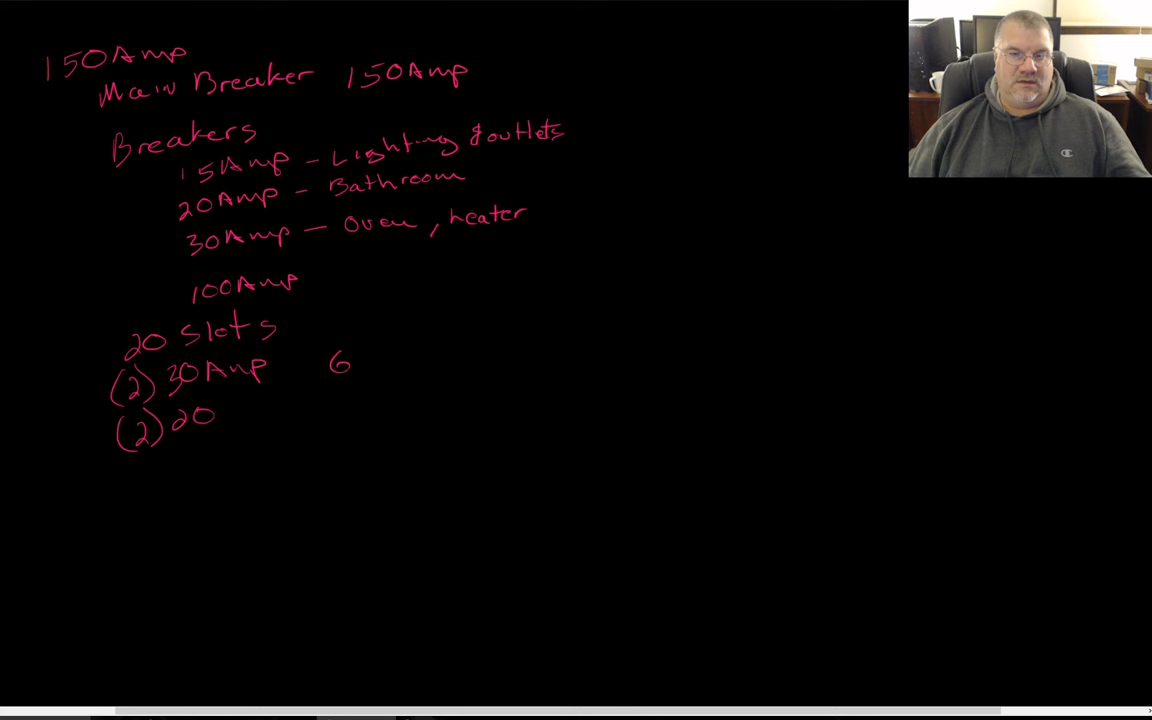 150Amp
Main Breaker 150Amp
Breakers
15Amp - Lighting & outlets
20Amp - Bathroom
30Amp - Oven, heater
100Amp
20 Slots
(2) 30Amp 6
(2) 20